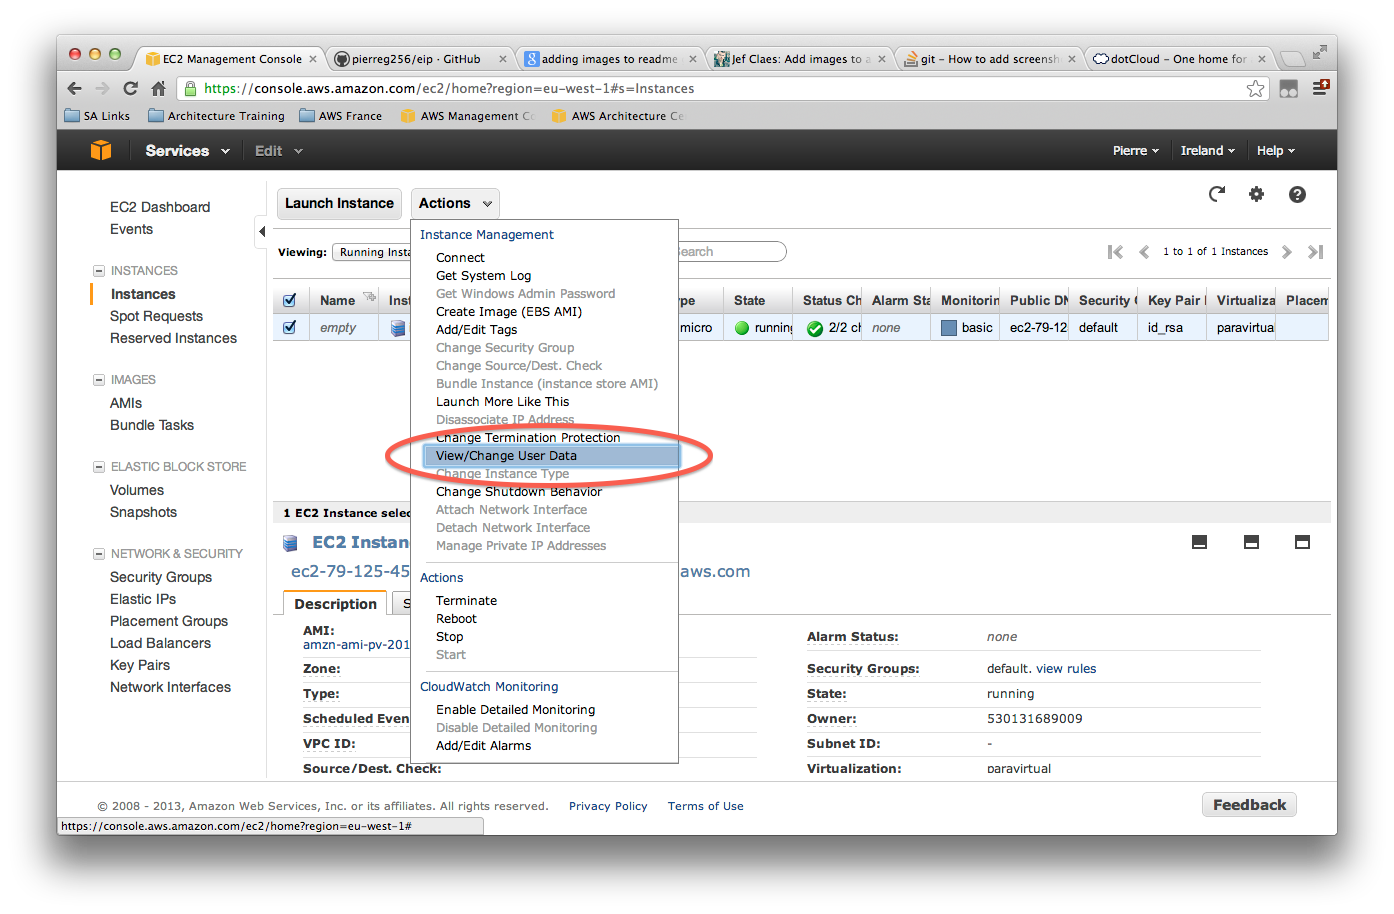 EC2 Management Console
pierreg256/eip · GitHub
adding images to readme
Jef Claes: Add images to a
git - How to add screensh
dotCloud - One home for
https://console.aws.amazon.com/ec2/home?region=eu-west-1#s=Instances
SA Links
Architecture Training
AWS France
AWS Management C
AWS Architecture Ce
Services
Edit
Pierre
Ireland
Help
EC2 Dashboard
Events
INSTANCES
Instances
Spot Requests
Reserved Instances
IMAGES
AMIs
Bundle Tasks
ELASTIC BLOCK STORE
Volumes
Snapshots
NETWORK & SECURITY
Security Groups
Elastic IPs
Placement Groups
Load Balancers
Key Pairs
Network Interfaces
Launch Instance
Actions
Viewing:
Running Insta
Search
1 to 1 of 1 Instances
Name Inst ype State Status Ch Alarm Sta Monitorin Public DN Security Key Pair Virtualiza Placem
empty micro running 2/2 ch none basic ec2-79-12 default id_rsa paravirtual
Instance Management
Connect
Get System Log
Get Windows Admin Password
Create Image (EBS AMI)
Add/Edit Tags
Change Security Group
Change Source/Dest. Check
Bundle Instance (instance store AMI)
Launch More Like This
Disassociate IP Address
Change Termination Protection
View/Change User Data
Change Instance Type
Change Shutdown Behavior
Attach Network Interface
Detach Network Interface
Manage Private IP Addresses
Actions
Terminate
Reboot
Stop
Start
CloudWatch Monitoring
Enable Detailed Monitoring
Disable Detailed Monitoring
Add/Edit Alarms
1 EC2 Instance selec
EC2 Instan
ec2-79-125-45 aws.com
Description
S
AMI:
amzn-ami-pv-201
Zone:
Type:
Scheduled Even
VPC ID:
Source/Dest. Check:
Alarm Status: none
Security Groups: default. view rules
State: running
Owner: 530131689009
Subnet ID: -
Virtualization: paravirtual
© 2008 - 2013, Amazon Web Services, Inc. or its affiliates. All rights reserved. Privacy Policy Terms of Use
Feedback
https://console.aws.amazon.com/ec2/home?region=eu-west-1#